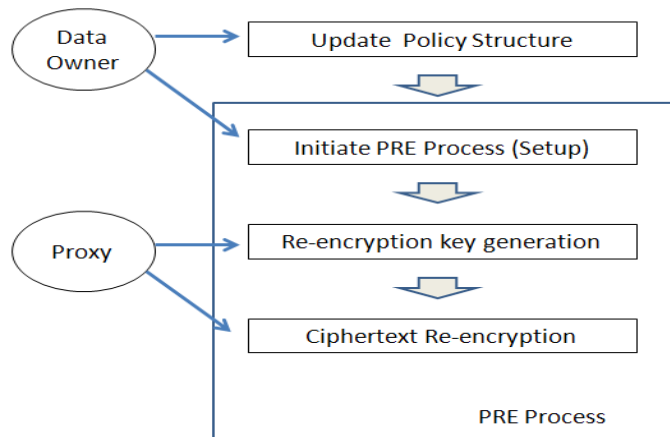 Data
Owner
Update Policy Structure
Initiate PRE Process (Setup)
Proxy
Re-encryption key generation
Ciphertext Re-encryption
PRE Process